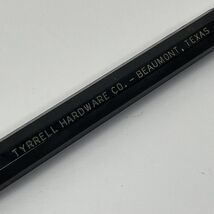 TYRRELL HARDWARE CO. - BEAUMONT, TEXAS